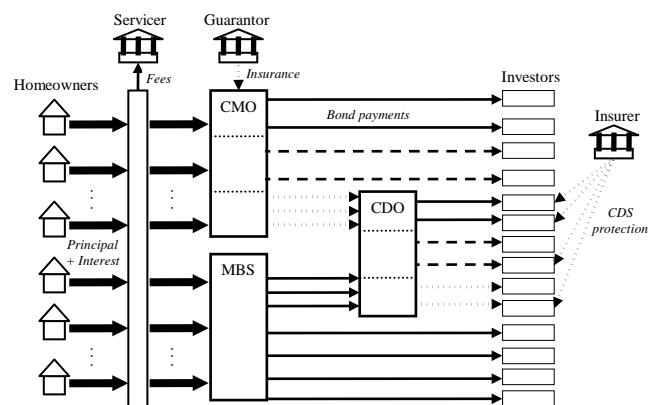 Servicer
Guarantor
Fees
Insurance
Homeowners
Investors
CMO
Bond payments
Insurer
CDO
CDS
protection
Principal
+ Interest
MBS